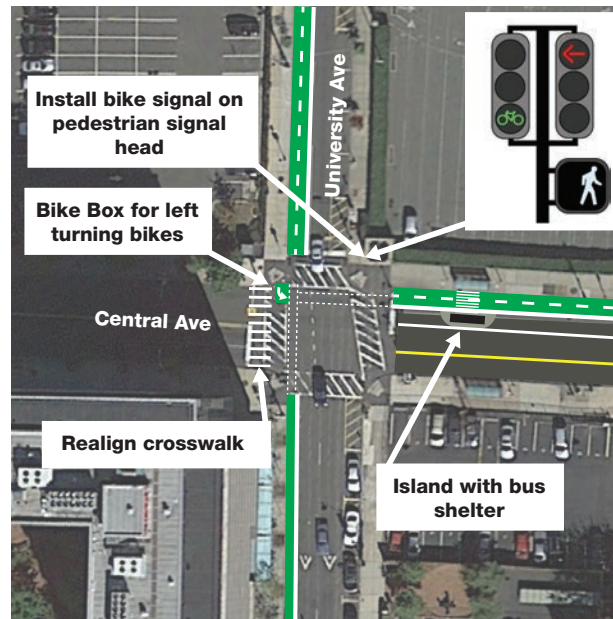 Install bike signal on
pedestrian signal
head
University Ave
Bike Box for left
turning bikes
Central Ave
Realign crosswalk
Island with bus
shelter